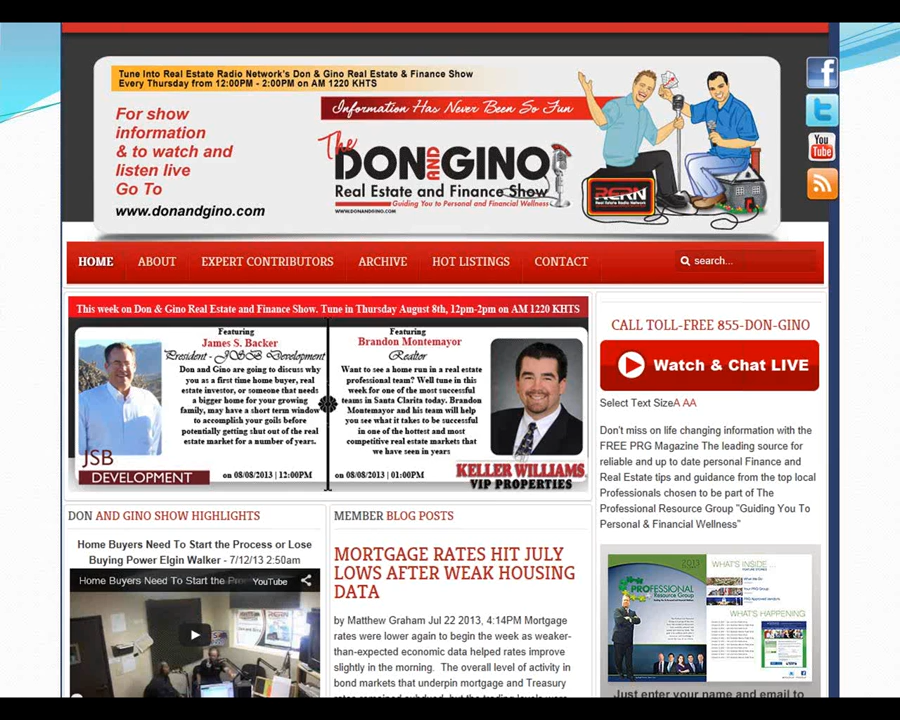 Tune Into Real Estate Radio Network's Don & Gino Real Estate & Finance Show
Every Thursday from 12:00PM - 2:00PM on AM 1220 KHTS
For show
information
& to watch and
listen live
Go To
www.donandgino.com
Information Has Never Been So Fun
The
DON AND GINO
Real Estate and Finance Show
Guiding You to Personal and Financial Wellness
WWW.DONANDGINO.COM
RERN
Real Estate Radio Network
f
t
You
Tube
HOME
ABOUT
EXPERT CONTRIBUTORS
ARCHIVE
HOT LISTINGS
CONTACT
search...
This week on Don & Gino Real Estate and Finance Show. Tune in Thursday August 8th, 12pm-2pm on AM 1220 KHTS
Featuring
James S. Backer
President - JSB Development
Don and Gino are going to discuss why
you as a first time home buyer, real
estate investor, or someone that needs
a bigger home for your growing
family, may have a short term window
to accomplish your goils before
potentially getting shut out of the real
estate market for a number of years.
JSB
DEVELOPMENT
on 08/08/2013 | 12:00PM
Featuring
Brandon Montemayor
Realtor
Want to see a home run in a real estate
professional team? Well tune in this
week for one of the most successful
teams in Santa Clarita today. Brandon
Montemayor and his team will help
you see what it takes to be successful
in one of the hottest and most
competitive real estate markets that
we have seen in years
on 08/08/2013 | 01:00PM
KELLER WILLIAMS
VIP PROPERTIES
CALL TOLL-FREE 855-DON-GINO
Watch & Chat LIVE
Select Text SizeA AA
Don't miss on life changing information with the
FREE PRG Magazine The leading source for
reliable and up to date personal Finance and
Real Estate tips and guidance from the top local
Professionals chosen to be part of The
Professional Resource Group "Guiding You To
Personal & Financial Wellness"
2013
PROFESSIONAL
Resource Group
WHAT'S INSIDE ...
WHAT'S HAPPENING
Just enter your name and email to
DON AND GINO SHOW HIGHLIGHTS
Home Buyers Need To Start the Process or Lose
Buying Power Elgin Walker - 7/12/13 2:50am
Home Buyers Need To Start the Pro
YouTube
MEMBER BLOG POSTS
MORTGAGE RATES HIT JULY
LOWS AFTER WEAK HOUSING
DATA
by Matthew Graham Jul 22 2013, 4:14PM Mortgage
rates were lower again to begin the week as weaker-
than-expected economic data helped rates improve
slightly in the morning. The overall level of activity in
bond markets that underpin mortgage and Treasury
rates remained subdued, but the trading levels were